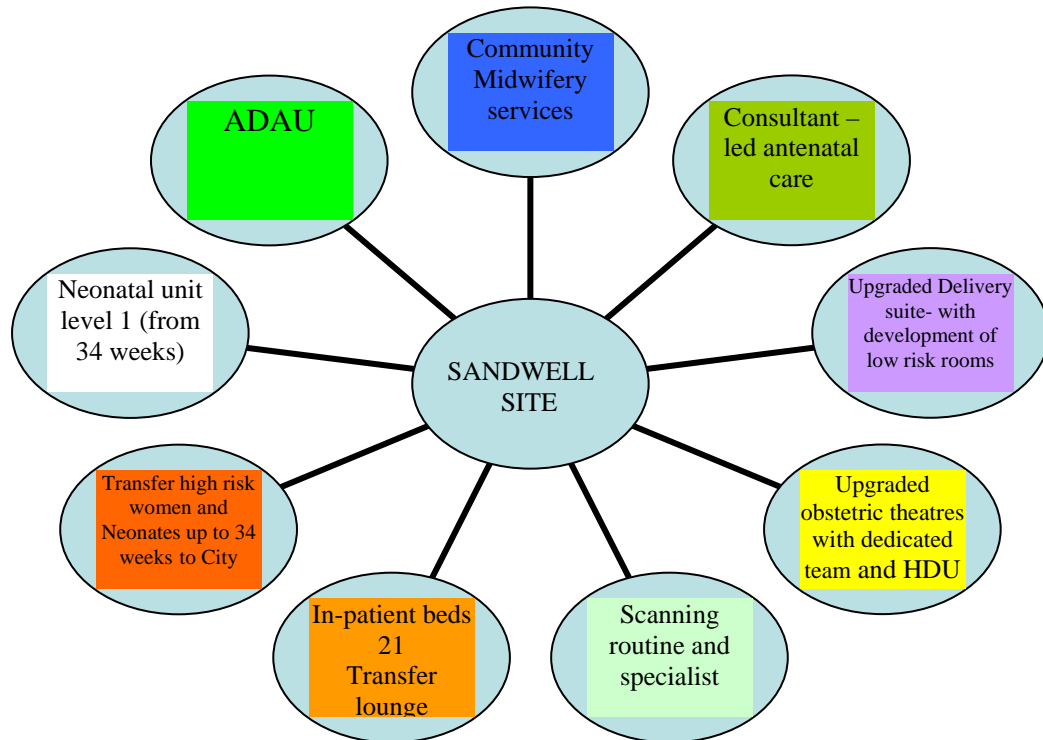 Community
Midwifery
services
ADAU
Consultant –
led antenatal
care
Neonatal unit
level 1 (from
34 weeks)
Upgraded Delivery
suite- with
development of
low risk rooms
SANDWELL
SITE
Transfer high risk
women and
Neonates up to 34
weeks to City
Upgraded
obstetric theatres
with dedicated
team and HDU
In-patient beds
21
Transfer
lounge
Scanning
routine and
specialist